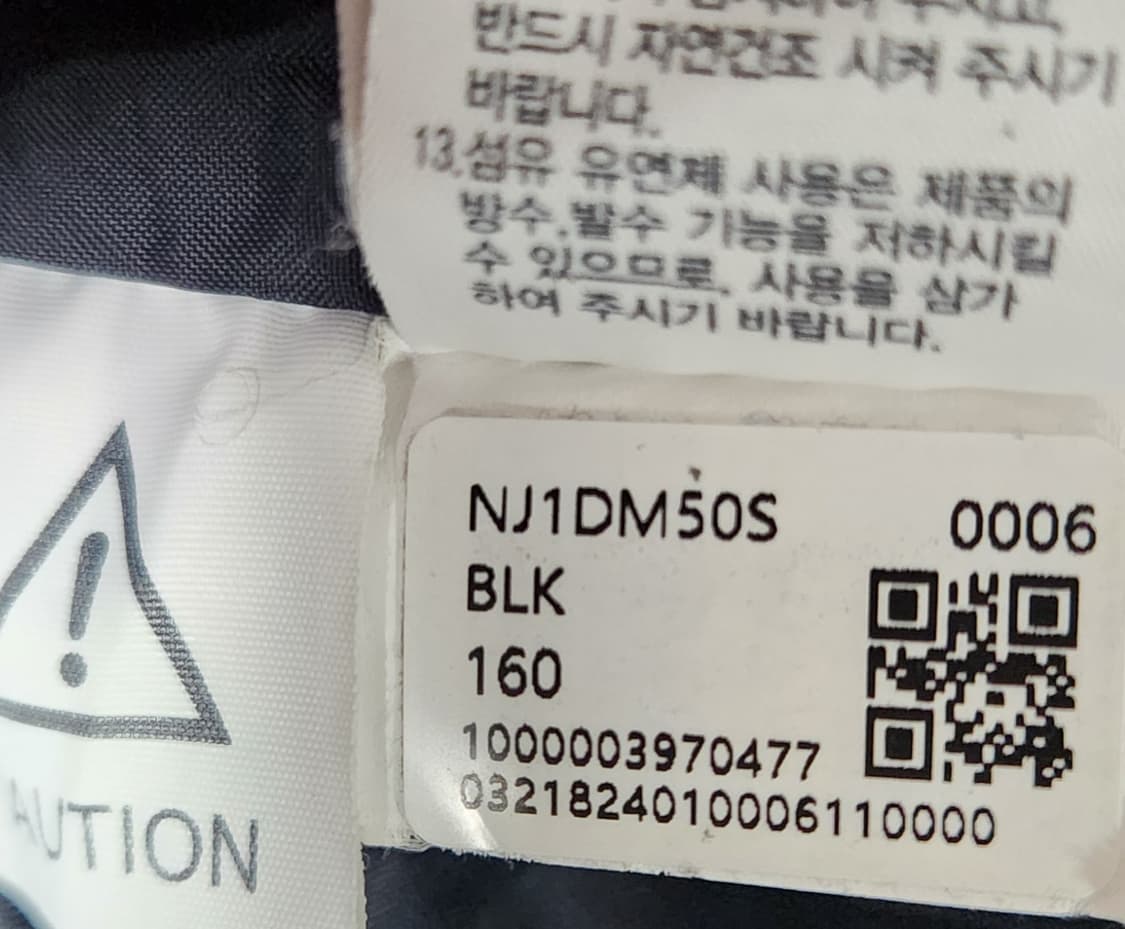 반드시 자연건조 시켜 주시기
바랍니다.
13.섬유 유연제 사용은 제품의
방수,발수 기능을 저하시킬
수 있으므로, 사용을 삼가
하여 주시기 바랍니다.
NJ1DM50S 0006
BLK
160
1000003970477
0321824010006110000
AUTION